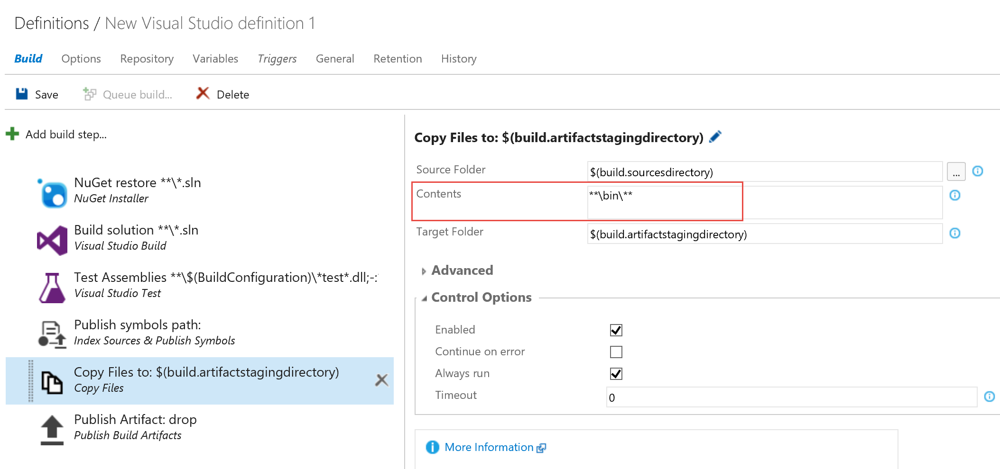 Definitions / New Visual Studio definition 1
Build Options Repository Variables Triggers General Retention History
Save Queue build... Delete
Add build step...
NuGet restore **\*.sln
NuGet Installer
Build solution **\*.sln
Visual Studio Build
Test Assemblies **\$(BuildConfiguration)\*test*.dll;-:
Visual Studio Test
Publish symbols path:
Index Sources & Publish Symbols
Copy Files to: $(build.artifactstagingdirectory)
Copy Files
Publish Artifact: drop
Publish Build Artifacts
Copy Files to: $(build.artifactstagingdirectory)
Source Folder $(build.sourcesdirectory) ...
Contents **\bin\**
Target Folder $(build.artifactstagingdirectory)
Advanced
Control Options
Enabled
Continue on error
Always run
Timeout 0
More Information